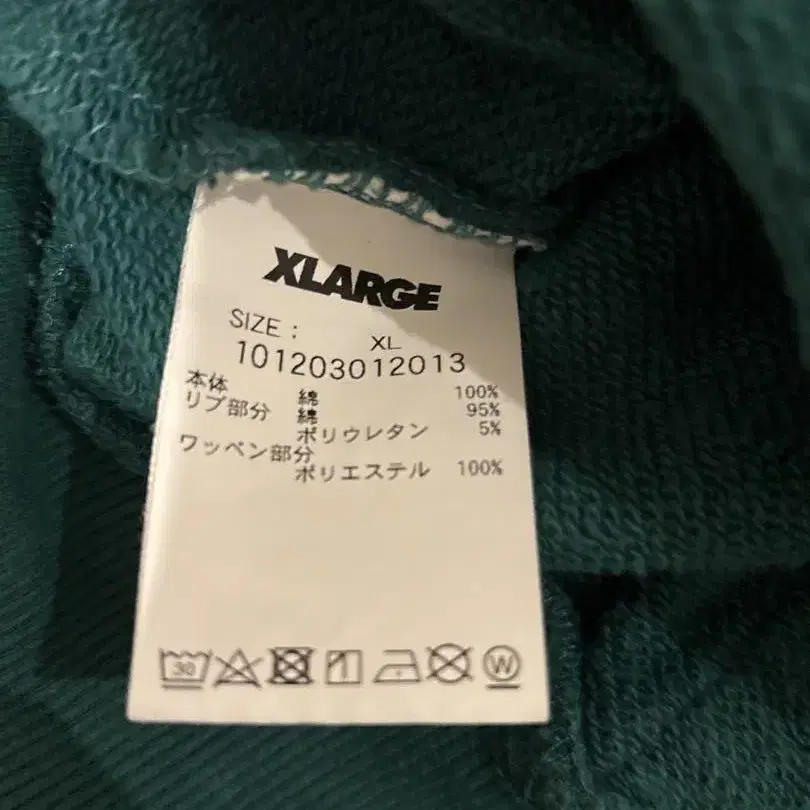 XLARGE
SIZE : XL
101203012013
本体 綿 100%
リブ部分 綿 95%
ポリウレタン 5%
ワッペン部分
ポリエステル 100%
30 W